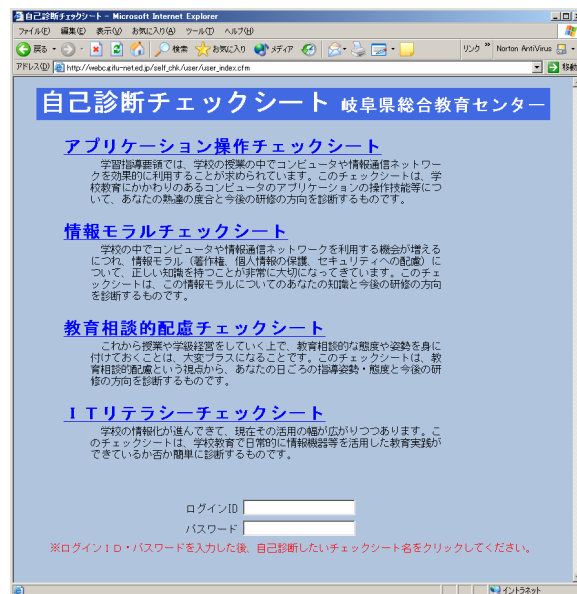 自己診断チェックシート - Microsoft Internet Explorer
ファイル(F) 編集(E) 表示(V) お気に入り(A) ツール(T) ヘルプ(H)
戻る 検索 お気に入り メディア リンク » Norton AntiVirus
アドレス(D) http://webc.gifu-net.ed.jp/self_chk/user/user_index.cfm 移動
自己診断チェックシート 岐阜県総合教育センター
アプリケーション操作チェックシート
学習指導要領では、学校の授業の中でコンピュータや情報通信ネットワー
クを効果的に利用することが求められています。このチェックシートは、学
校教育にかかわりのあるコンピュータのアプリケーションの操作技能等につ
いて、あなたの熟達の度合と今後の研修の方向を診断するものです。
情報モラルチェックシート
学校の中でコンピュータや情報通信ネットワークを利用する機会が増える
につれ、情報モラル（著作権、個人情報の保護、セキュリティへの配慮）に
ついて、正しい知識を持つことが非常に大切になってきています。このチェ
ックシートは、この情報モラルについてのあなたの知識と今後の研修の方向
を診断するものです。
教育相談的配慮チェックシート
これから授業や学級経営をしていく上で、教育相談的な態度や姿勢を身に
付けておくことは、大変プラスになることです。このチェックシートは、教
育相談的配慮という視点から、あなたの日ごろの指導姿勢・態度と今後の研
修の方向を診断するものです。
ＩＴリテラシーチェックシート
学校の情報化が進んできて、現在その活用の幅が広がりつつあります。こ
のチェックシートは、学校教育で日常的に情報機器等を活用した教育実践が
できているか否か簡単に診断するものです。
ログインID
パスワード
※ログインＩＤ・パスワードを入力した後、自己診断したいチェックシート名をクリックしてください。
イントラネット